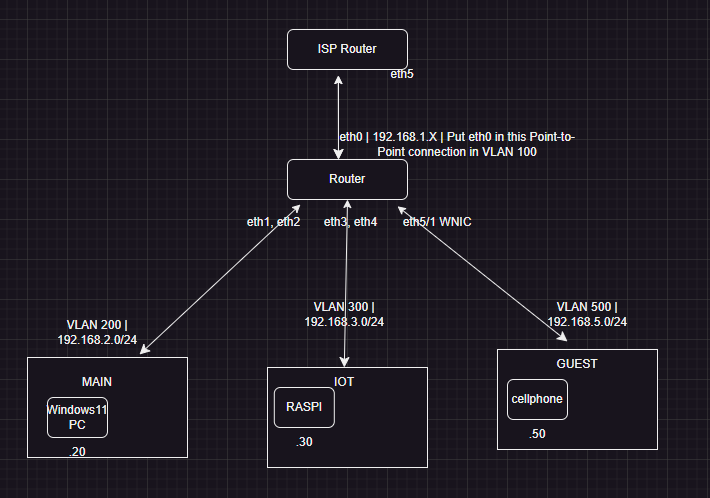 ISP Router
eth5
eth0 | 192.168.1.X | Put eth0 in this Point-to-
Point connection in VLAN 100
Router
eth1, eth2
eth3, eth4
eth5/1 WNIC
VLAN 200 |
192.168.2.0/24
VLAN 300 |
192.168.3.0/24
VLAN 500 |
192.168.5.0/24
MAIN
Windows11
PC
.20
IOT
RASPI
.30
GUEST
cellphone
.50